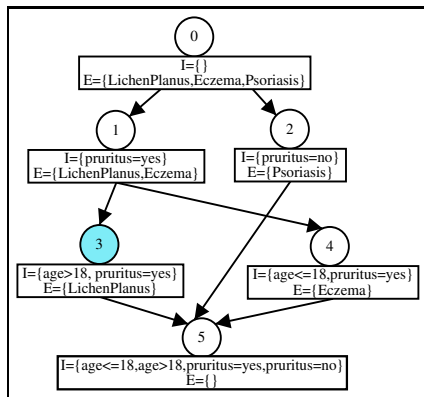 0
I={}
E={LichenPlanus,Eczema,Psoriasis}
1
2
I={pruritus=yes}
E={LichenPlanus,Eczema}
I={pruritus=no}
E={Psoriasis}
3
4
I={age>18, pruritus=yes}
E={LichenPlanus}
I={age<=18,pruritus=yes}
E={Eczema}
5
I={age<=18,age>18,pruritus=yes,pruritus=no}
E={}